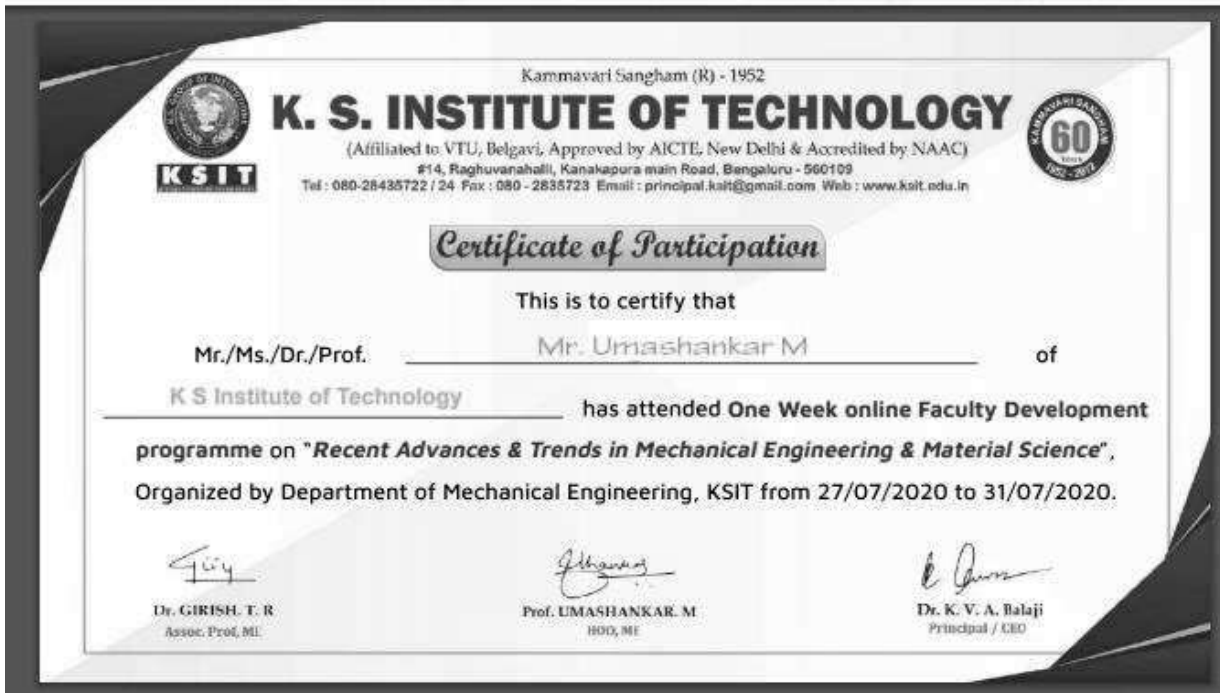 Kammavari Sangham (R) - 1952
K. S. INSTITUTE OF TECHNOLOGY
(Affiliated to VTU, Belgavi, Approved by AICTE, New Delhi & Accredited by NAAC)
#14, Raghuvanahalli, Kanakapura main Road, Bengaluru - 560109
Tel : 080-28435722 / 24 Fax : 080 - 2835723 Email : principal.ksit@gmail.com Web : www.ksit.edu.in
KSIT
KAMMAVARI SANGHAM
60
YEARS
1952 - 2012
Certificate of Participation
This is to certify that
Mr./Ms./Dr./Prof. Mr. Umashankar M of
K S Institute of Technology has attended One Week online Faculty Development
programme on "Recent Advances & Trends in Mechanical Engineering & Material Science",
Organized by Department of Mechanical Engineering, KSIT from 27/07/2020 to 31/07/2020.
Dr. GIRISH. T. R
Assoc. Prof, ME
Prof. UMASHANKAR. M
HOD, ME
Dr. K. V. A. Balaji
Principal / CEO